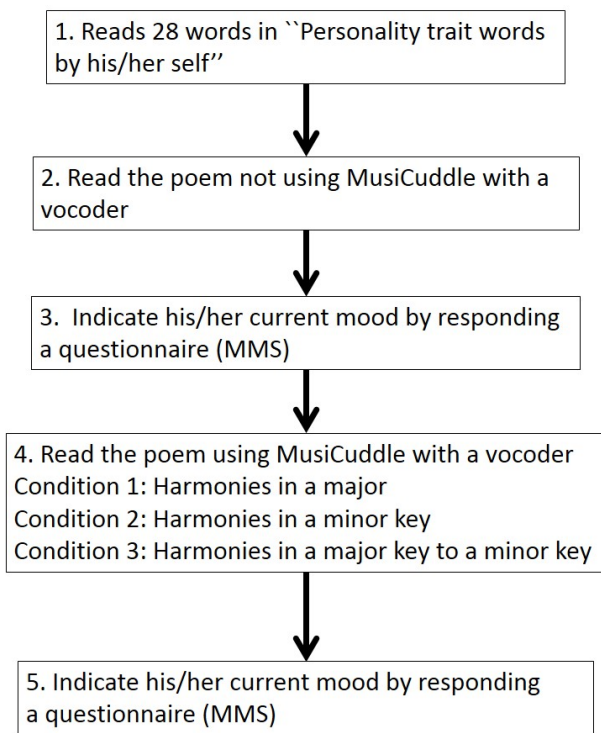 1. Reads 28 words in ``Personality trait words
by his/her self’’
2. Read the poem not using MusiCuddle with a
vocoder
3. Indicate his/her current mood by responding
a questionnaire (MMS)
4. Read the poem using MusiCuddle with a vocoder
Condition 1: Harmonies in a major
Condition 2: Harmonies in a minor key
Condition 3: Harmonies in a major key to a minor key
5. Indicate his/her current mood by responding
a questionnaire (MMS)